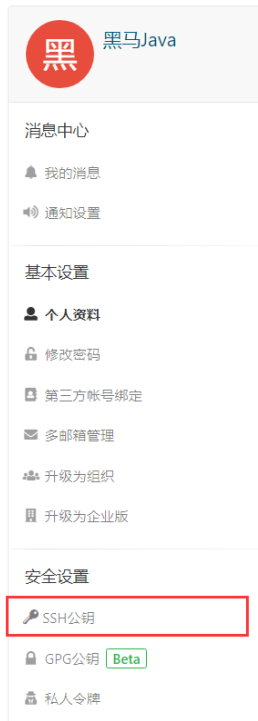 黑
黑马Java
消息中心
我的消息
通知设置
基本设置
个人资料
修改密码
第三方帐号绑定
多邮箱管理
升级为组织
升级为企业版
安全设置
SSH公钥
GPG公钥 Beta
私人令牌